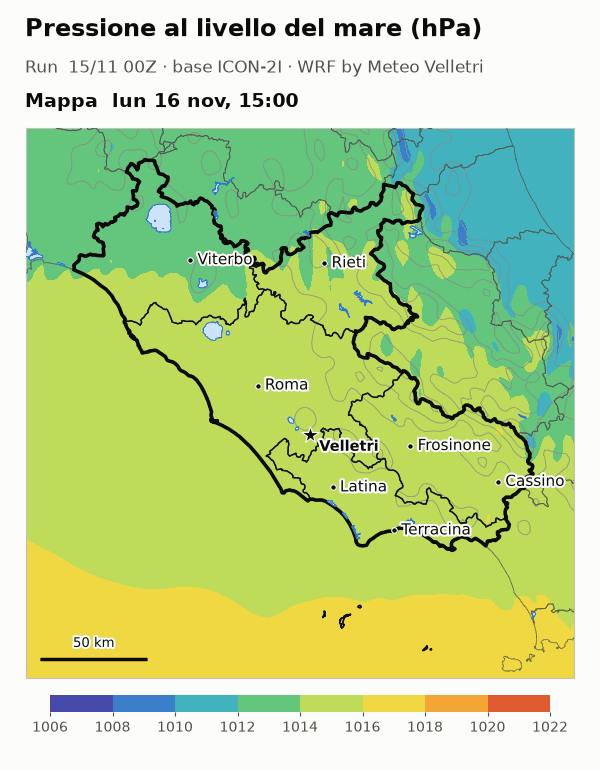 Pressione al livello del mare (hPa)
Run 15/11 00Z · base ICON-2I · WRF by Meteo Velletri
Mappa lun 16 nov, 15:00
Viterbo
Rieti
Roma
Velletri
Frosinone
Latina
Cassino
Terracina
50 km
1006 1008 1010 1012 1014 1016 1018 1020 1022